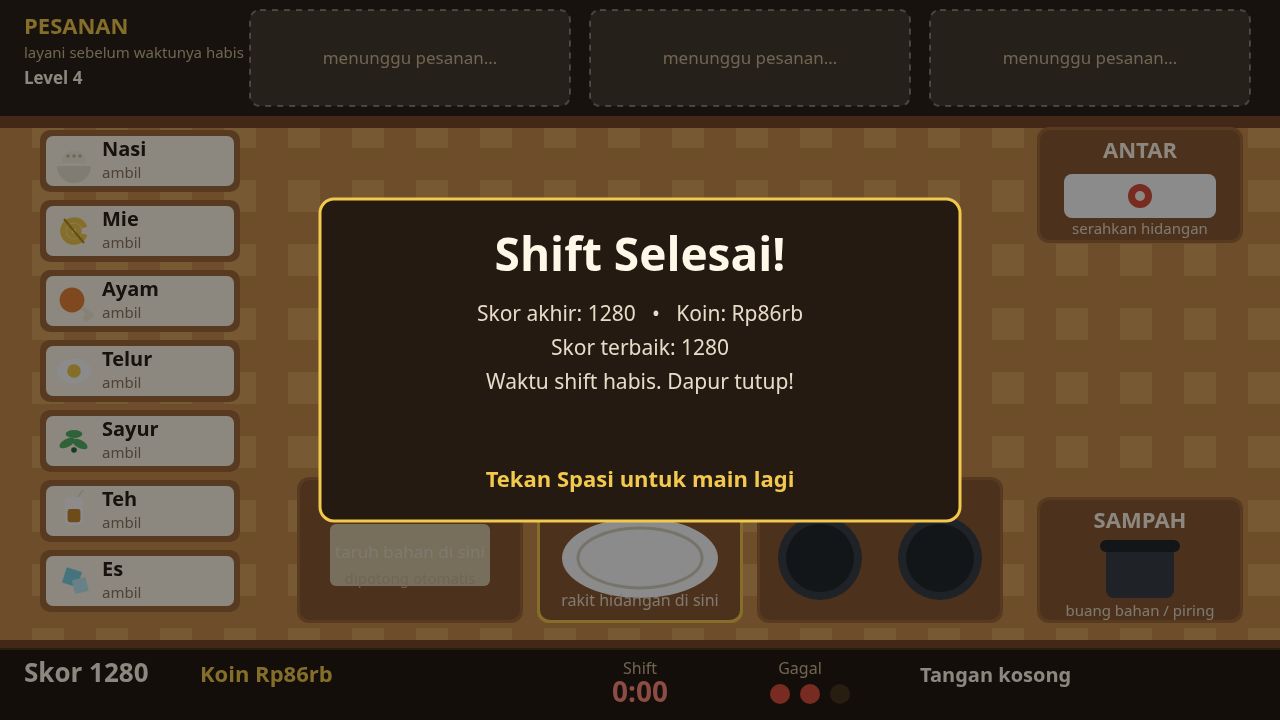 PESANAN
layani sebelum waktunya habis
Level 4
menunggu pesanan...
menunggu pesanan...
menunggu pesanan...
Nasi
ambil
Mie
ambil
Ayam
ambil
Telur
ambil
Sayur
ambil
Teh
ambil
Es
ambil
ANTAR
serahkan hidangan
Shift Selesai!
Skor akhir: 1280 • Koin: Rp86rb
Skor terbaik: 1280
Waktu shift habis. Dapur tutup!
Tekan Spasi untuk main lagi
taruh bahan di sini
dipotong otomatis
rakit hidangan di sini
SAMPAH
buang bahan / piring
Skor 1280
Koin Rp86rb
Shift
0:00
Gagal
Tangan kosong